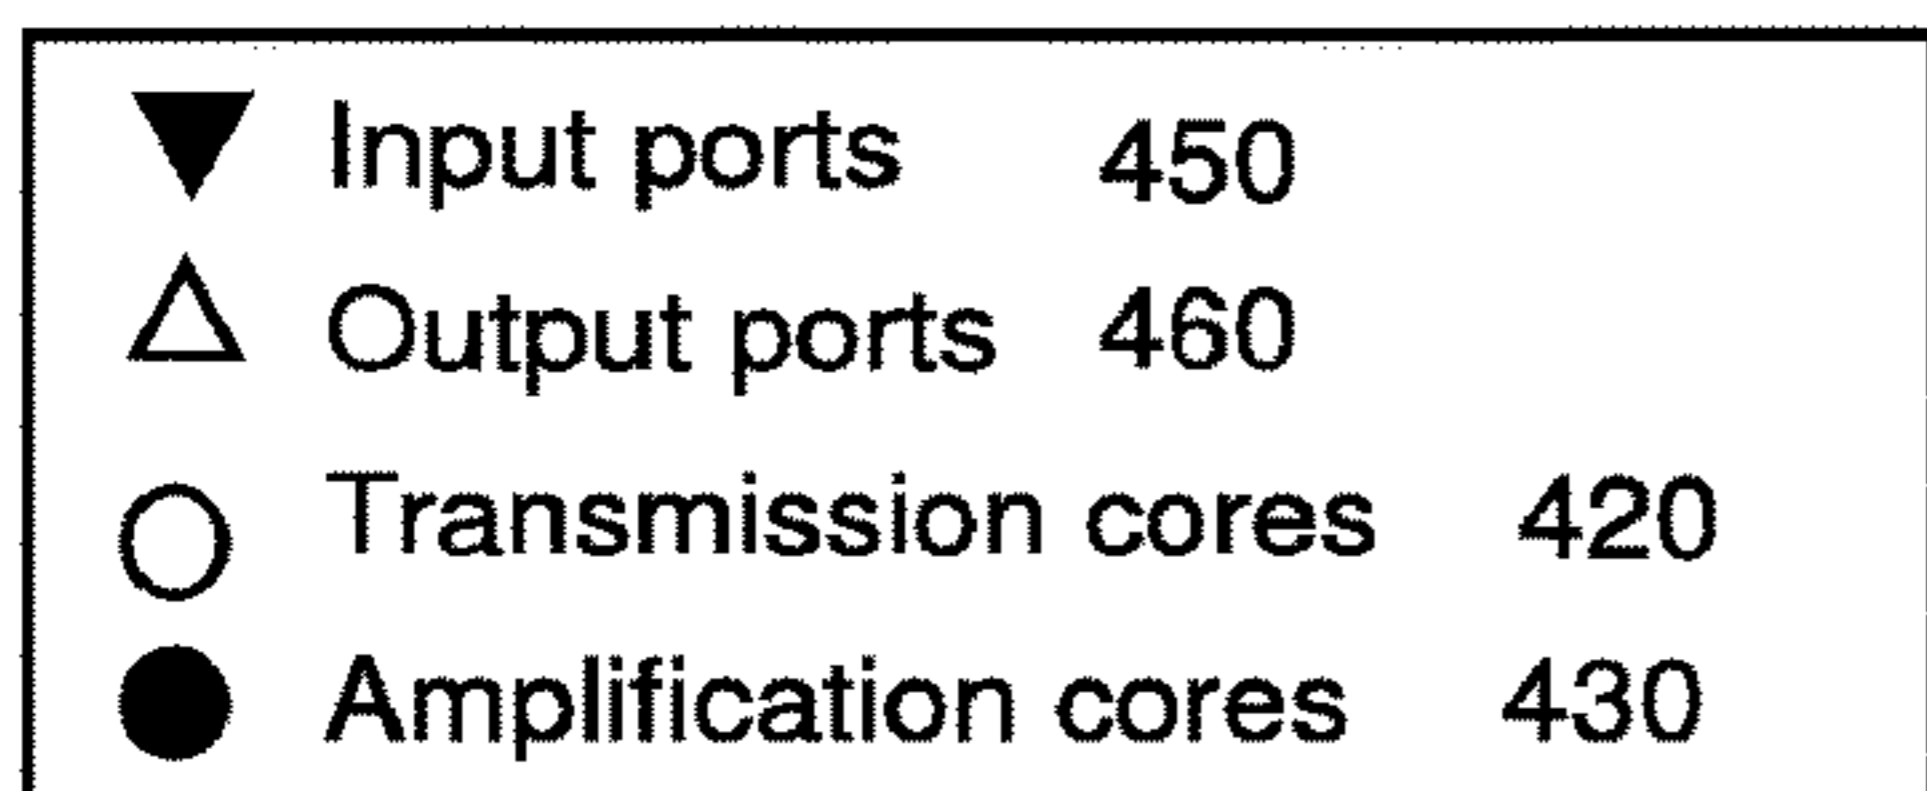 Input ports 450
Output ports 460
Transmission cores 420
Amplification cores 430